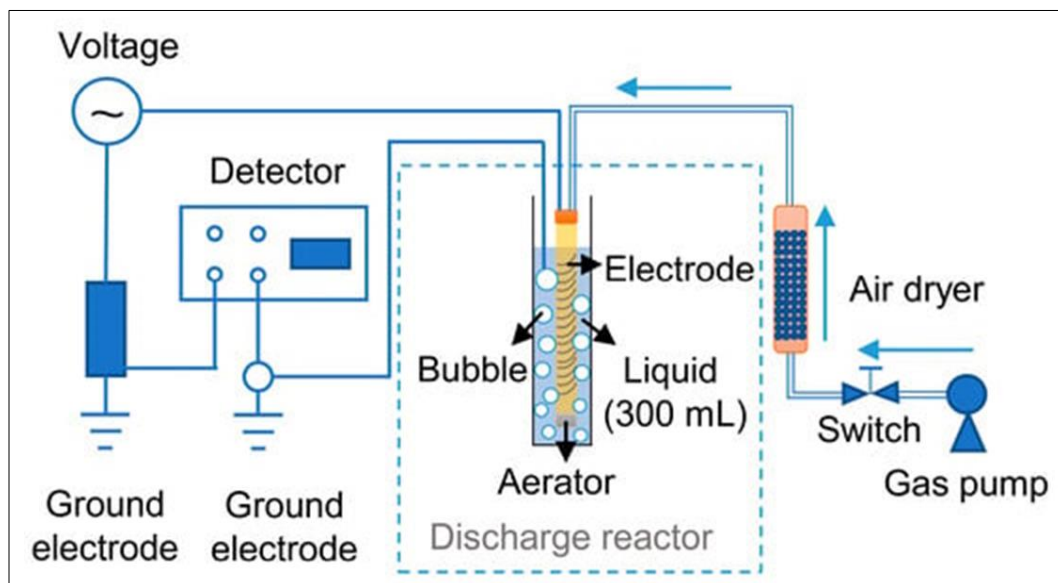 Voltage
~
Detector
Electrode
Air dryer
Bubble
Liquid
(300 mL)
Switch
Aerator
Gas pump
Ground
electrode
Ground
electrode
Discharge reactor